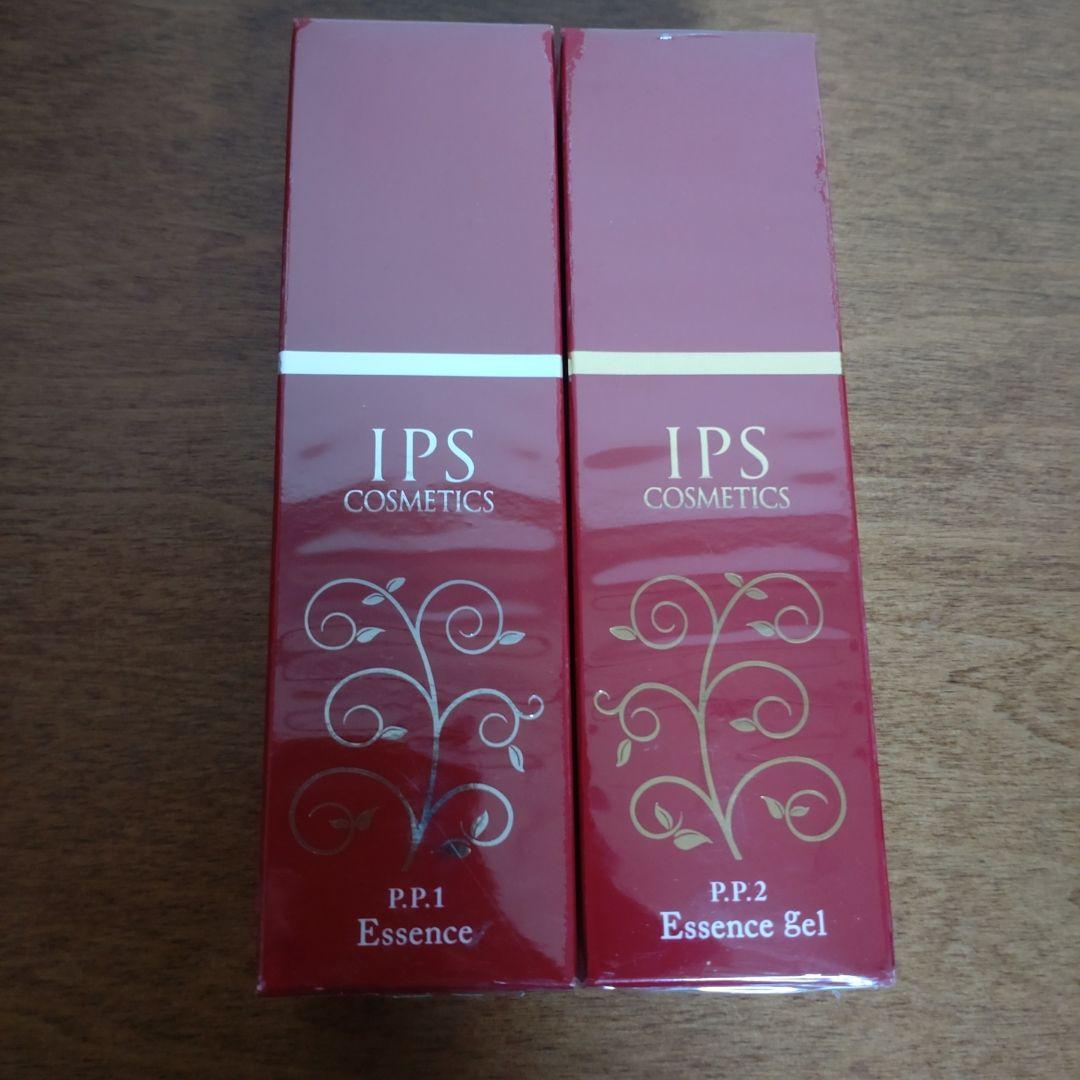 IPS
COSMETICS
P.P.1
Essence
IPS
COSMETICS
P.P.2
Essence gel